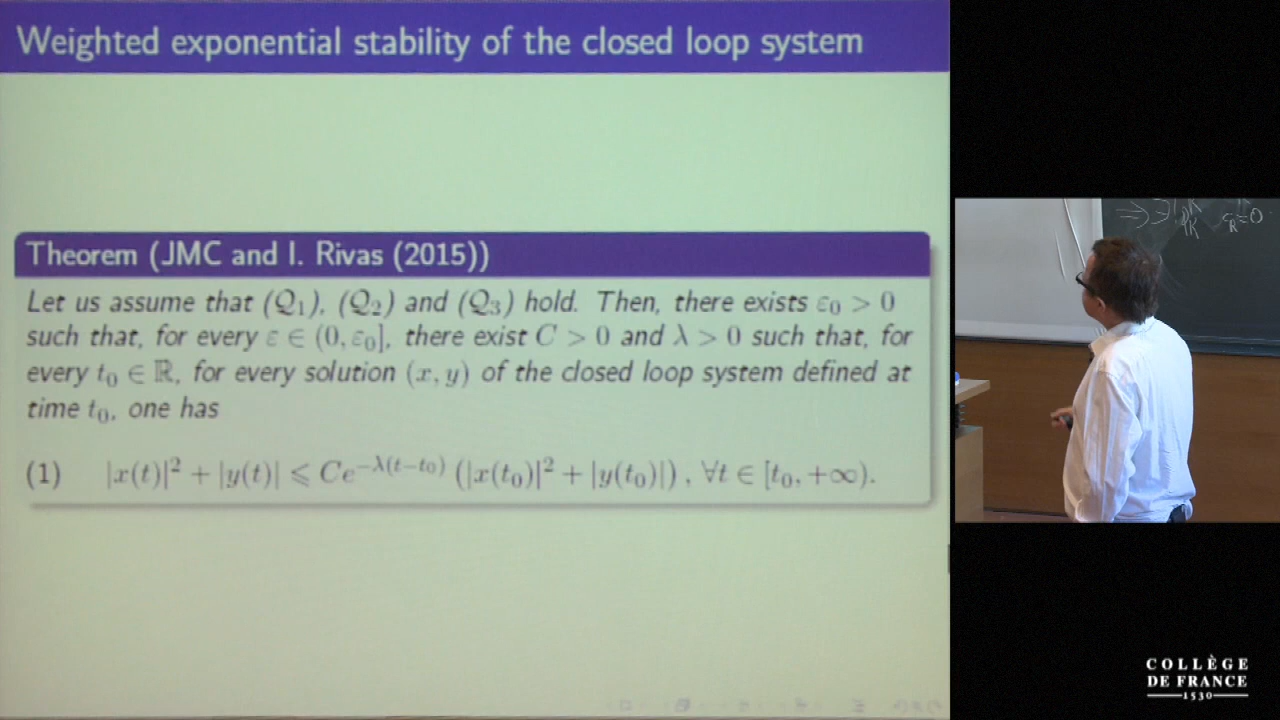 Weighted exponential stability of the closed loop system
Theorem (JMC and I. Rivas (2015))
Let us assume that (Q₁), (Q₂) and (Q₃) hold. Then, there exists ε₀ > 0
such that, for every ε ∈ (0, ε₀], there exist C > 0 and λ > 0 such that, for
every t₀ ∈ ℝ, for every solution (x, y) of the closed loop system defined at
time t₀, one has
(1) |x(t)|² + |y(t)| ⩽ Ce^{−λ(t−t₀)} (|x(t₀)|² + |y(t₀)|) , ∀t ∈ [t₀, +∞).
COLLÈGE
DE FRANCE
1530